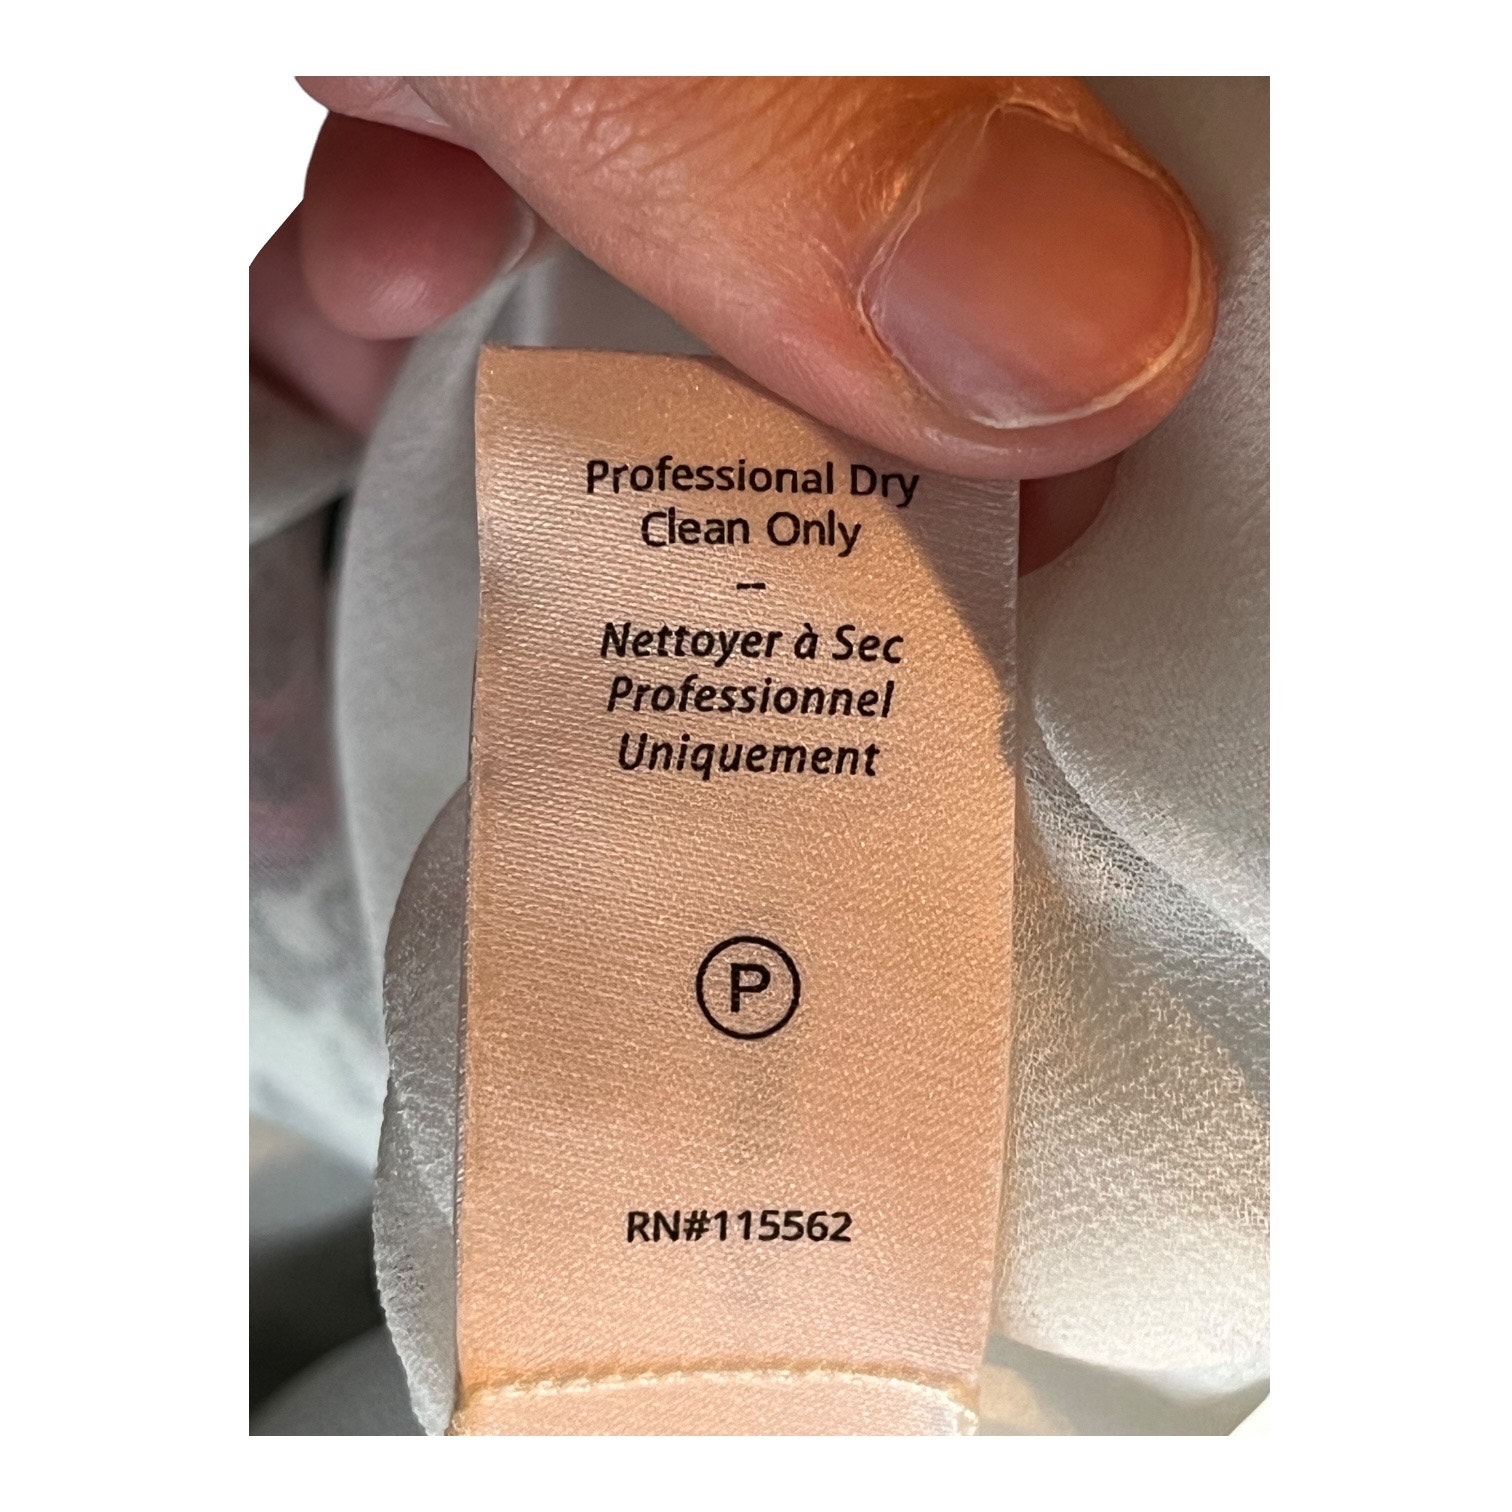 Professional Dry
Clean Only
–
Nettoyer à Sec
Professionnel
Uniquement
P
RN#115562